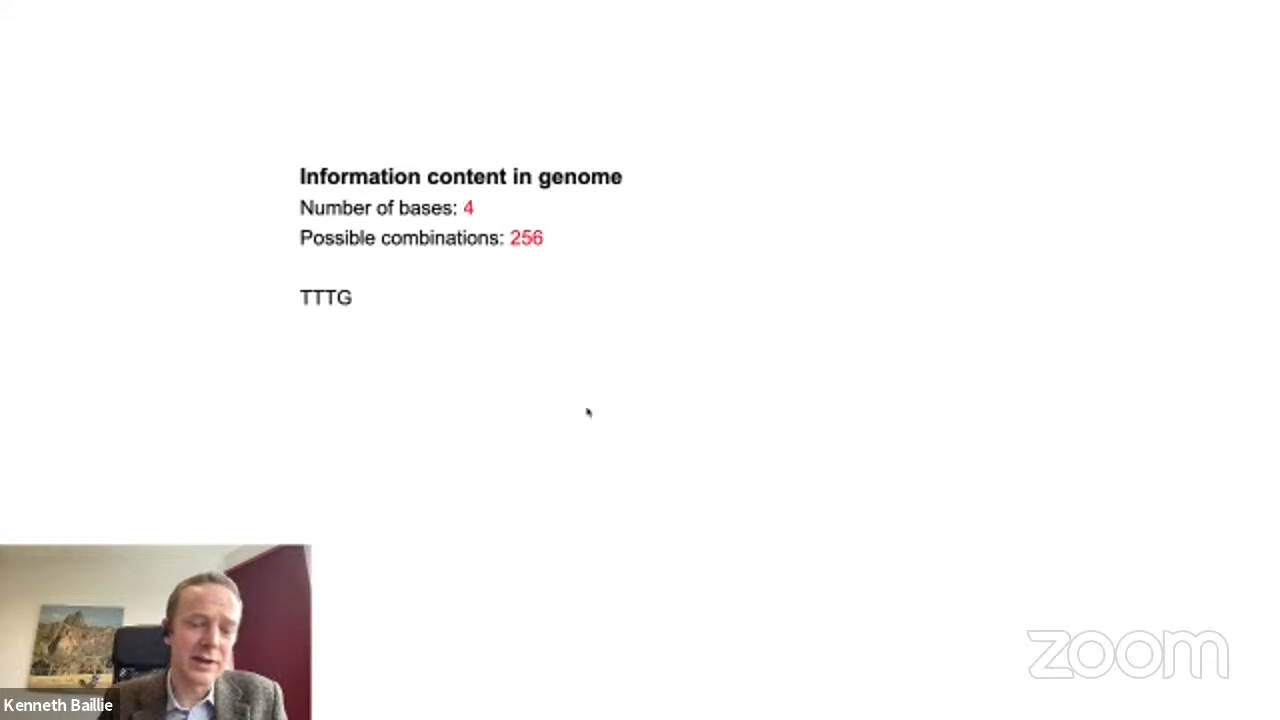 Information content in genome
Number of bases: 4
Possible combinations: 256
TTTG
Kenneth Baillie
zoom